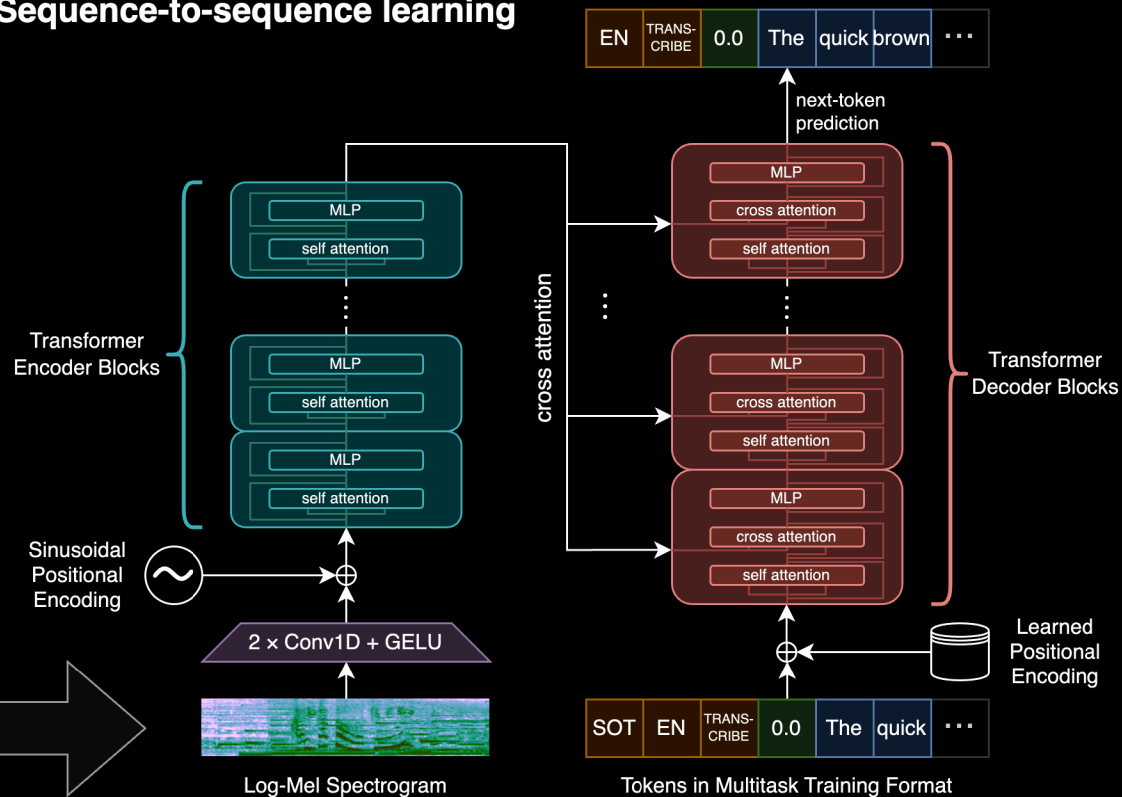 Sequence-to-sequence learning
EN TRANS-CRIBE 0.0 The quick brown ···
next-token
prediction
MLP
self attention
MLP
self attention
MLP
self attention
Transformer
Encoder Blocks
cross attention
MLP
cross attention
self attention
MLP
cross attention
self attention
MLP
cross attention
self attention
Transformer
Decoder Blocks
Sinusoidal
Positional
Encoding
2 × Conv1D + GELU
Log-Mel Spectrogram
Learned
Positional
Encoding
SOT EN TRANS-CRIBE 0.0 The quick ···
Tokens in Multitask Training Format